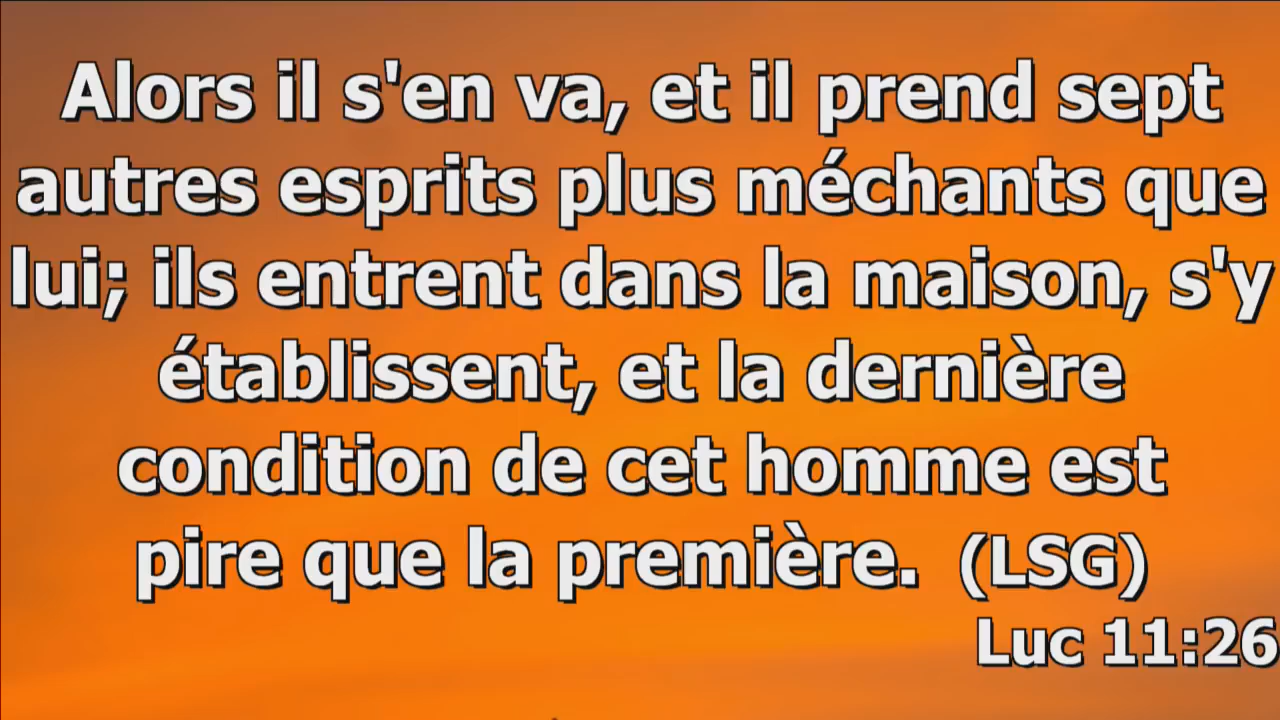 Alors il s'en va, et il prend sept
autres esprits plus méchants que
lui; ils entrent dans la maison, s'y
établissent, et la dernière
condition de cet homme est
pire que la première.  (LSG)
Luc 11:26